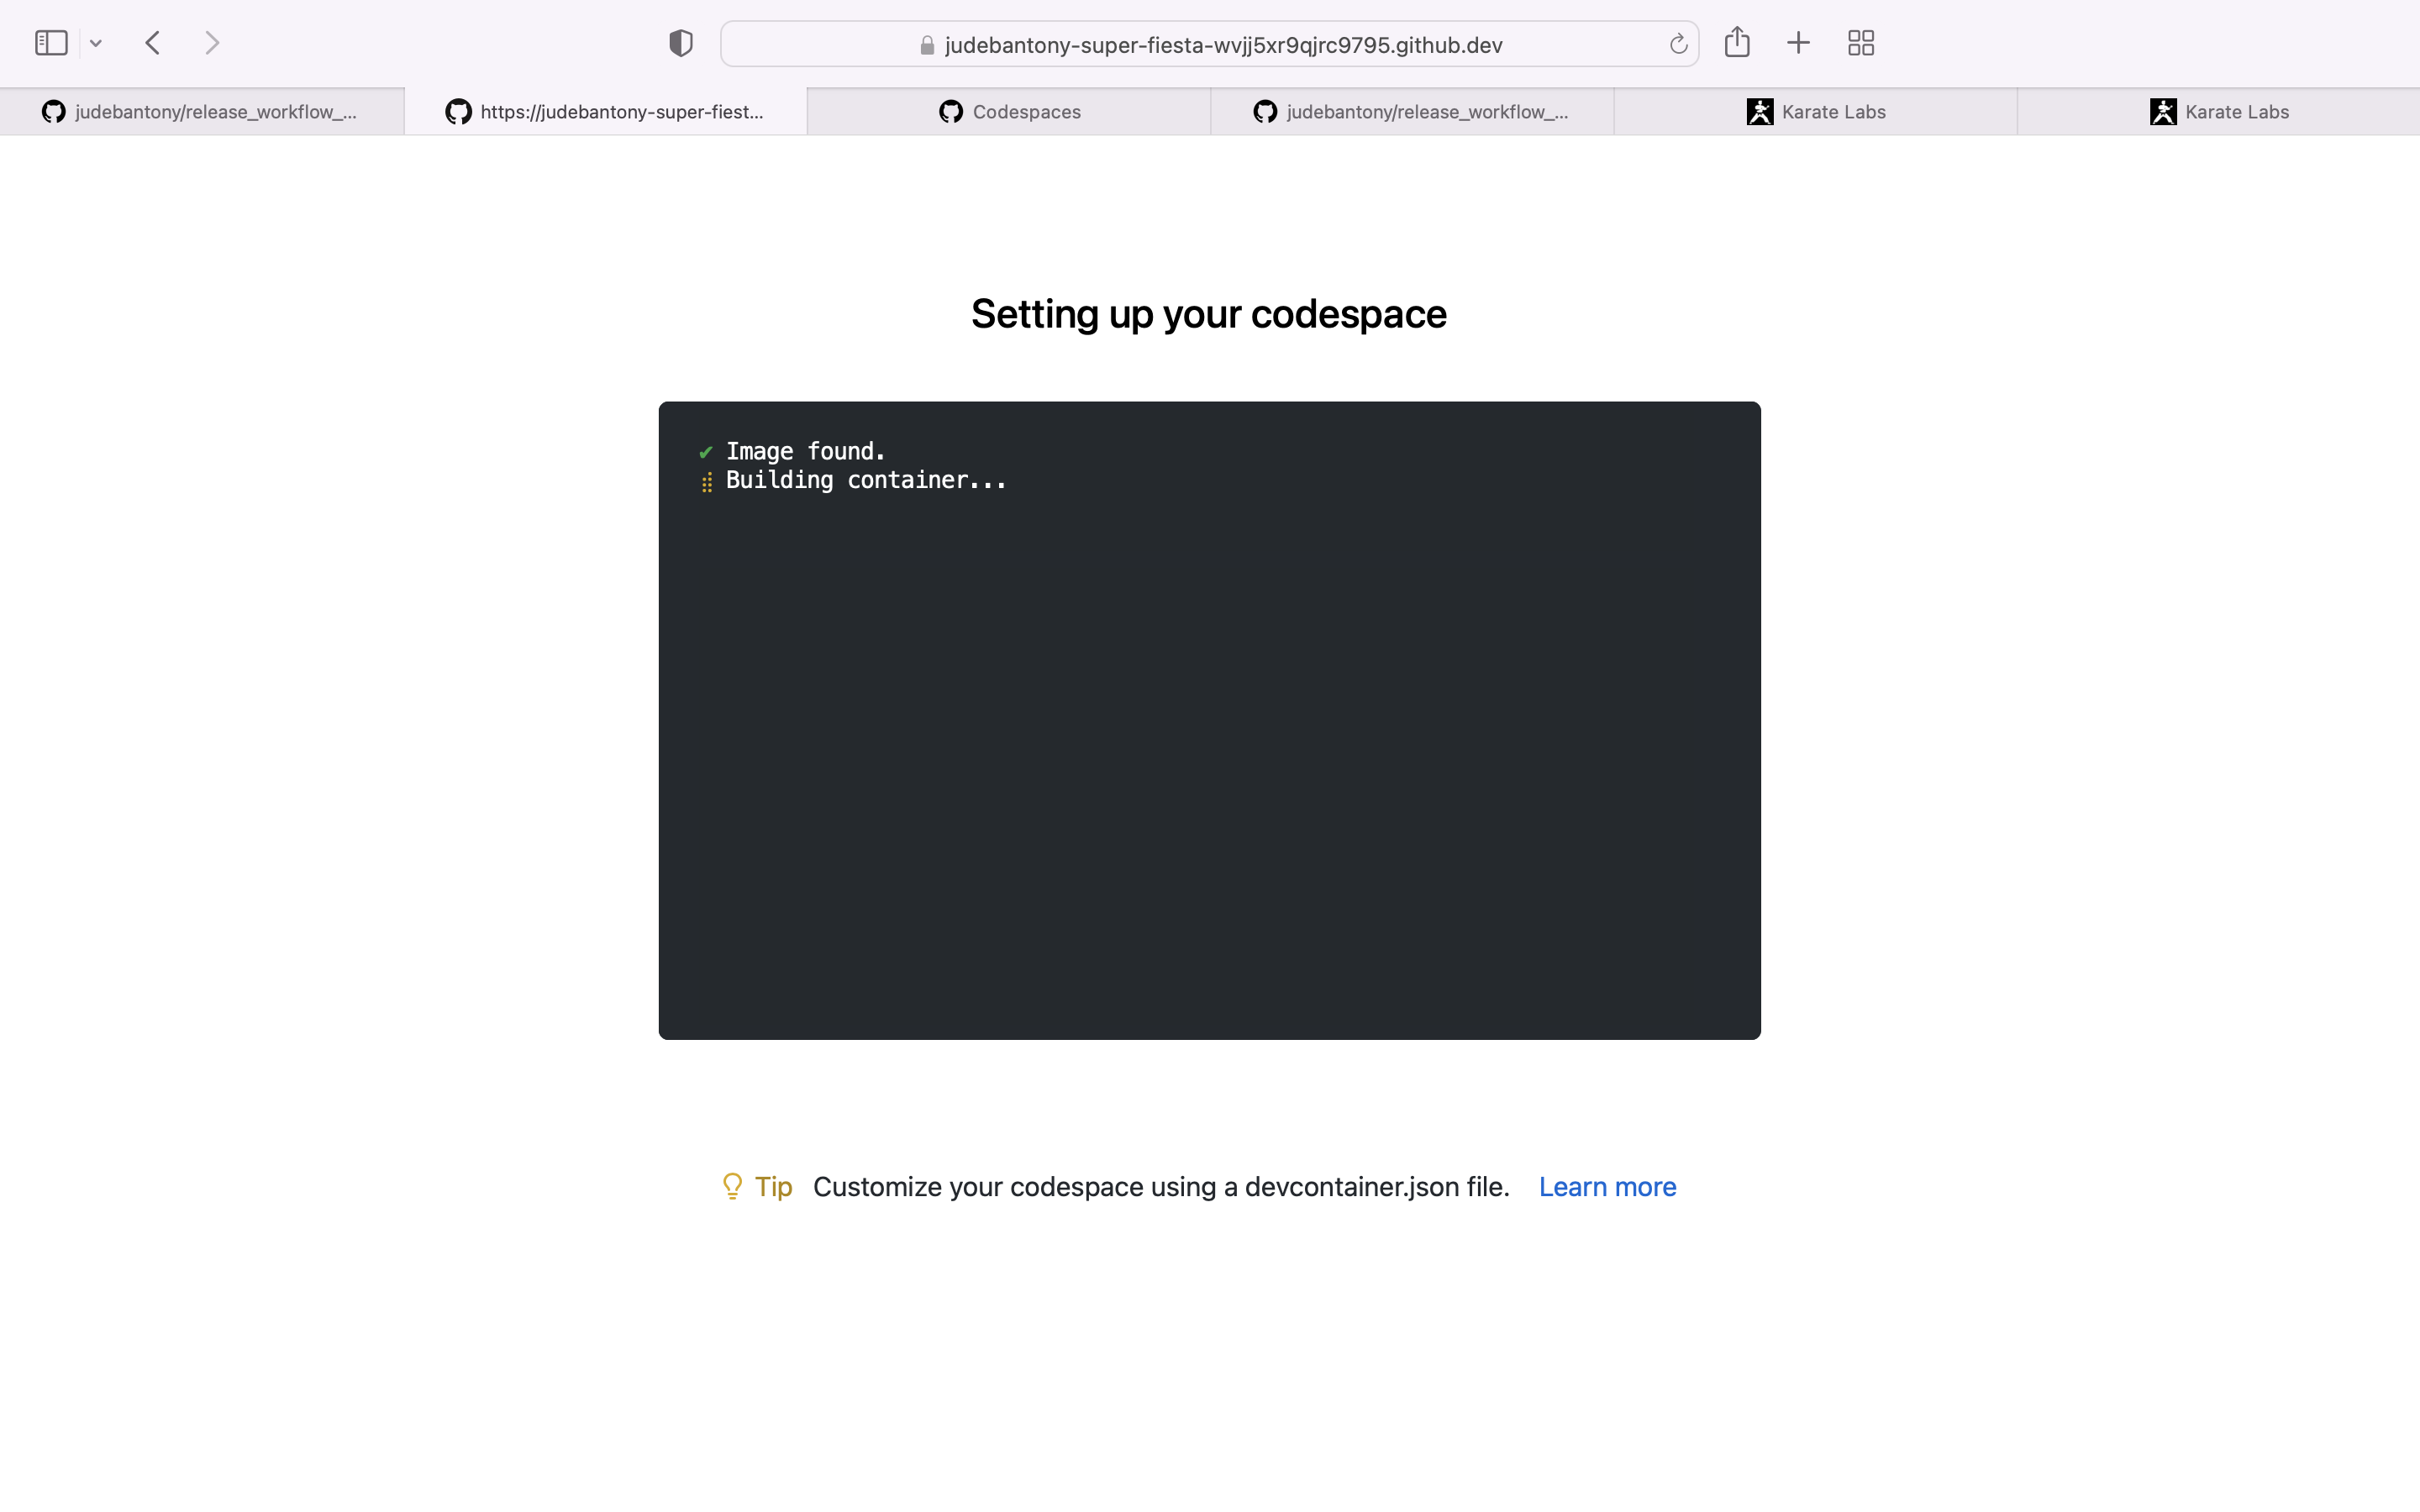 judebantony-super-fiesta-wvjj5xr9qjrc9795.github.dev
judebantony/release_workflow_...
https://judebantony-super-fiest...
Codespaces
judebantony/release_workflow_...
Karate Labs
Karate Labs
Setting up your codespace
✔ Image found.
⣾ Building container...
Tip Customize your codespace using a devcontainer.json file. Learn more